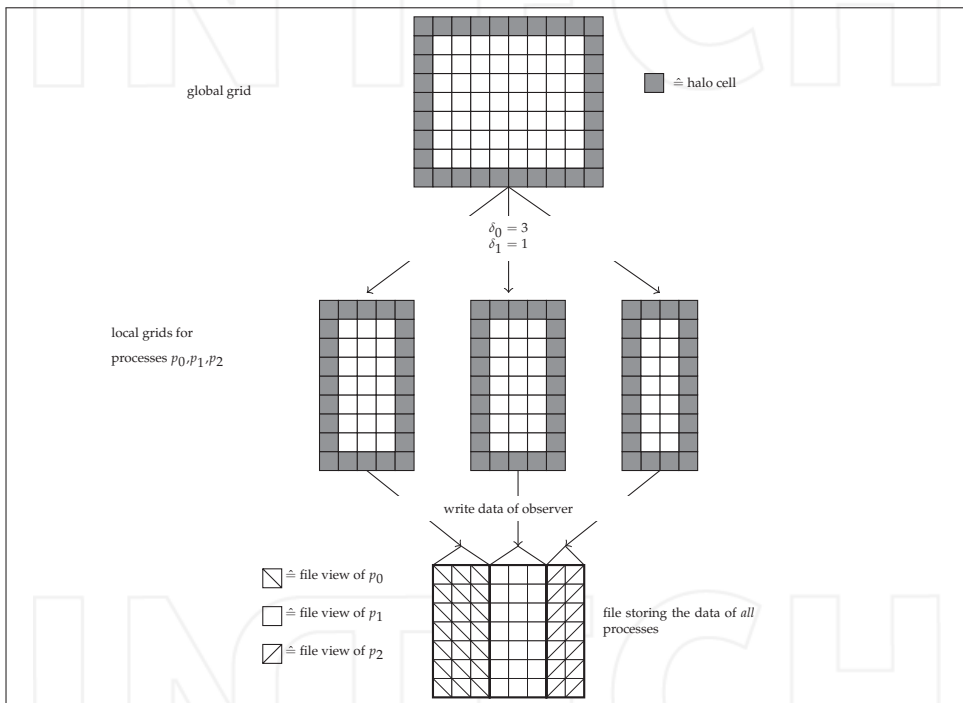 INTECH
global grid
≙ halo cell
δ0 = 3
δ1 = 1
local grids for
processes p0,p1,p2
write data of observer
≙ file view of p0
≙ file view of p1
≙ file view of p2
file storing the data of all
processes
INTECH